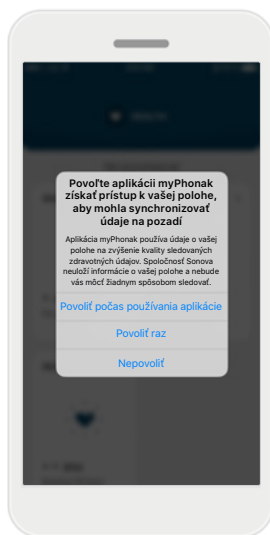 Povoľte aplikácii myPhonak
získať prístup k vašej polohe,
aby mohla synchronizovať
údaje na pozadí
Aplikácia myPhonak používa údaje o vašej
polohe na zvýšenie kvality sledovaných
zdravotných údajov. Spoločnosť Sonova
neuloží informácie o vašej polohe a nebude
vás môcť žiadnym spôsobom sledovať.
Povoliť počas používania aplikácie
Povoliť raz
Nepovoliť